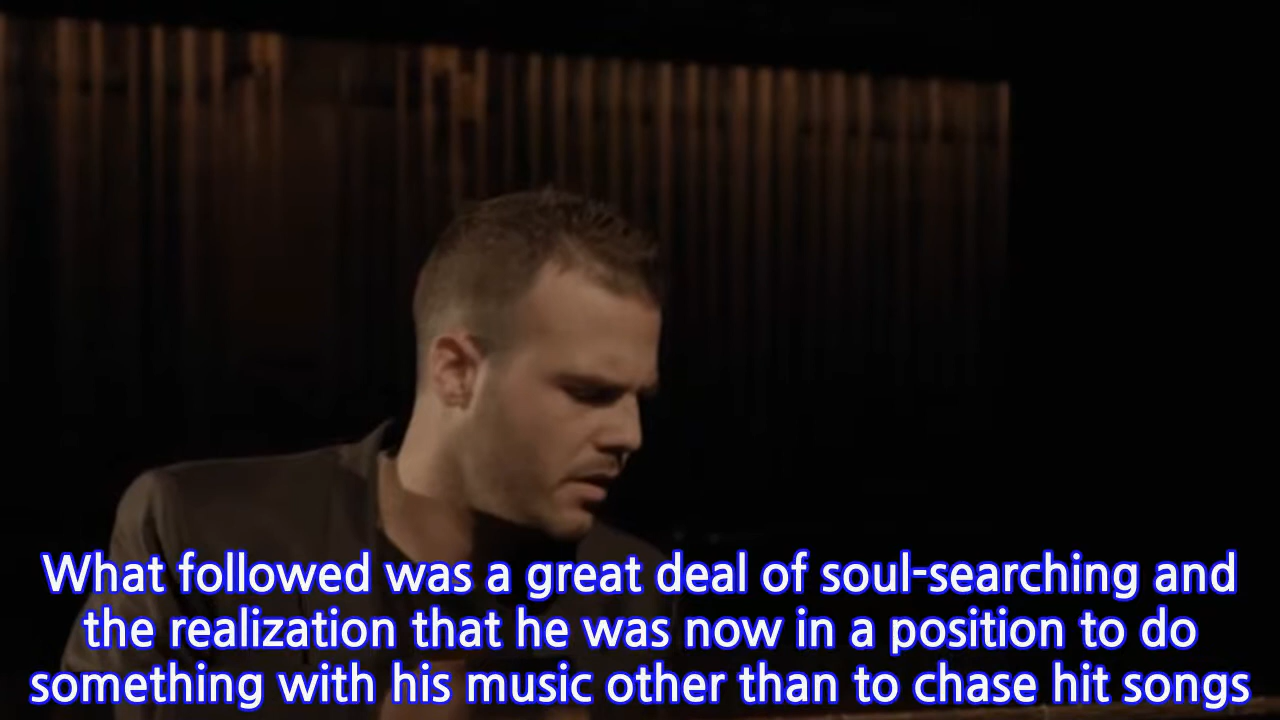 What followed was a great deal of soul-searching and
the realization that he was now in a position to do
something with his music other than to chase hit songs